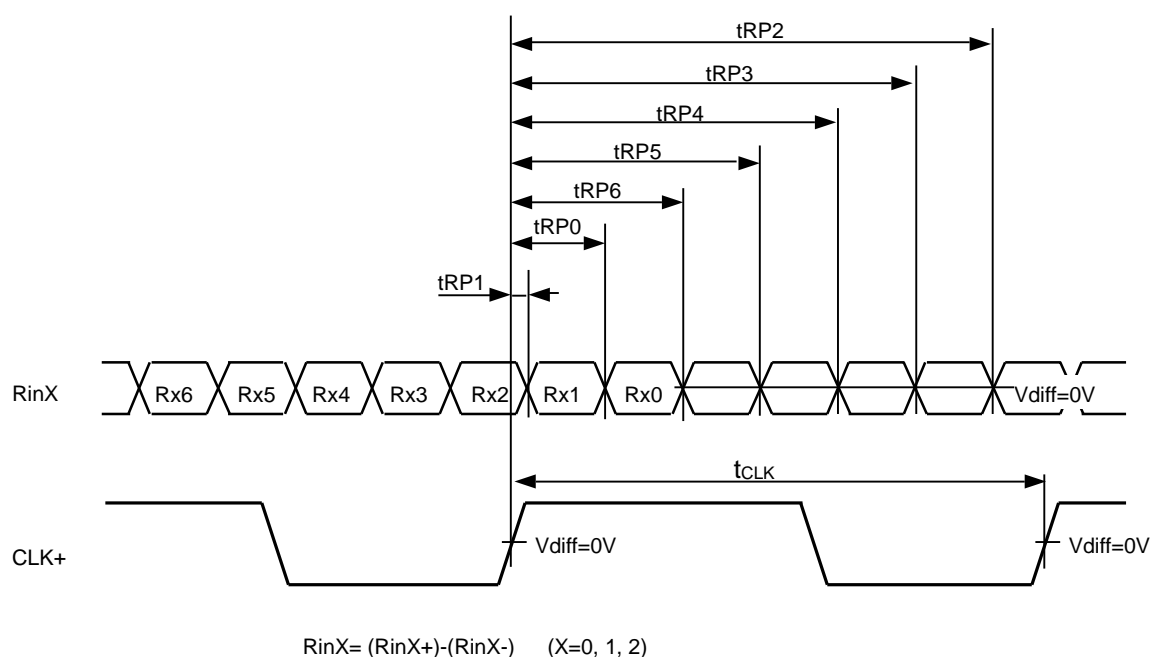 tRP2
tRP3
tRP4
tRP5
tRP6
tRP0
tRP1
RinX
Rx6 Rx5 Rx4 Rx3 Rx2 Rx1 Rx0 Vdiff=0V
tCLK
CLK+ Vdiff=0V Vdiff=0V
RinX= (RinX+)-(RinX-) (X=0, 1, 2)